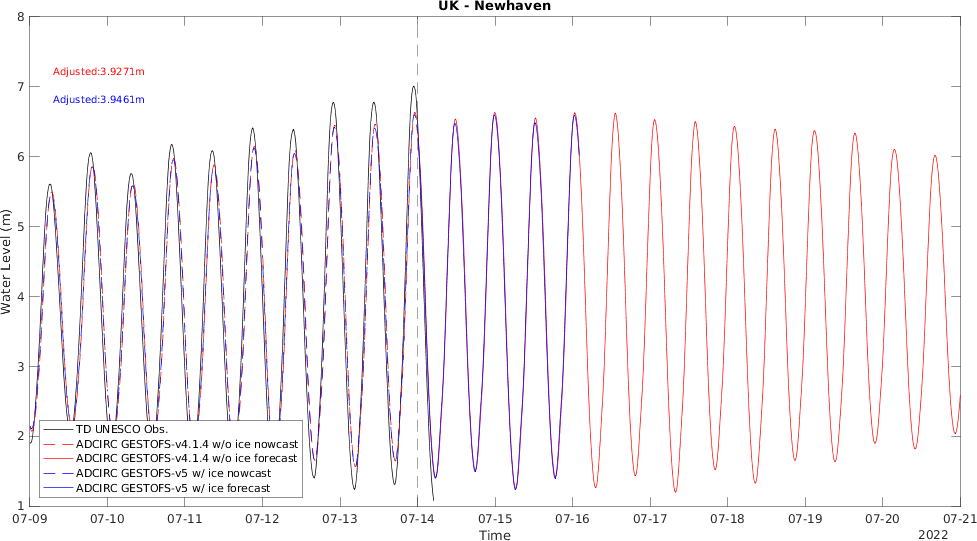 UK - Newhaven
8
7
6
5
4
3
2
1
Water Level (m)
Adjusted:3.9271m
Adjusted:3.9461m
TD UNESCO Obs.
ADCIRC GESTOFS-v4.1.4 w/o ice nowcast
ADCIRC GESTOFS-v4.1.4 w/o ice forecast
ADCIRC GESTOFS-v5 w/ ice nowcast
ADCIRC GESTOFS-v5 w/ ice forecast
07-09 07-10 07-11 07-12 07-13 07-14 07-15 07-16 07-17 07-18 07-19 07-20 07-21
Time
2022